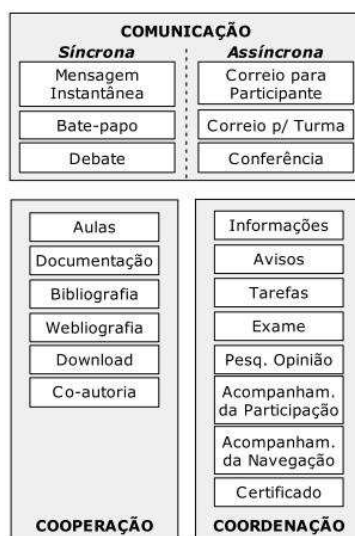 COMUNICAÇÃO
Síncrona
Assíncrona
Mensagem
Instantânea
Correio para
Participante
Bate-papo
Correio p/ Turma
Debate
Conferência
Aulas
Documentação
Bibliografia
Webliografia
Download
Co-autoria
COOPERAÇÃO
Informações
Avisos
Tarefas
Exame
Pesq. Opinião
Acompanham.
da Participação
Acompanham.
da Navegação
Certificado
COORDENAÇÃO